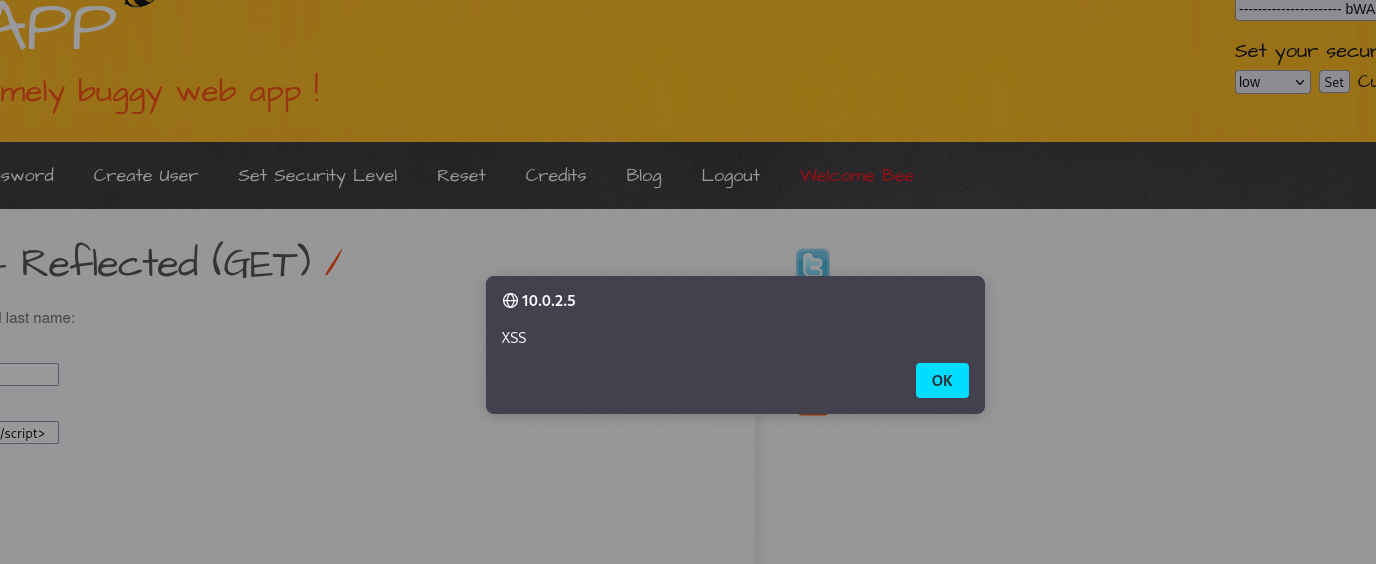 APP
---------------------- bWA
Set your secur
mely buggy web app !
low Set Cu
sword Create User Set Security Level Reset Credits Blog Logout Welcome Bee
- Reflected (GET) /
10.0.2.5
last name:
XSS
OK
/script>